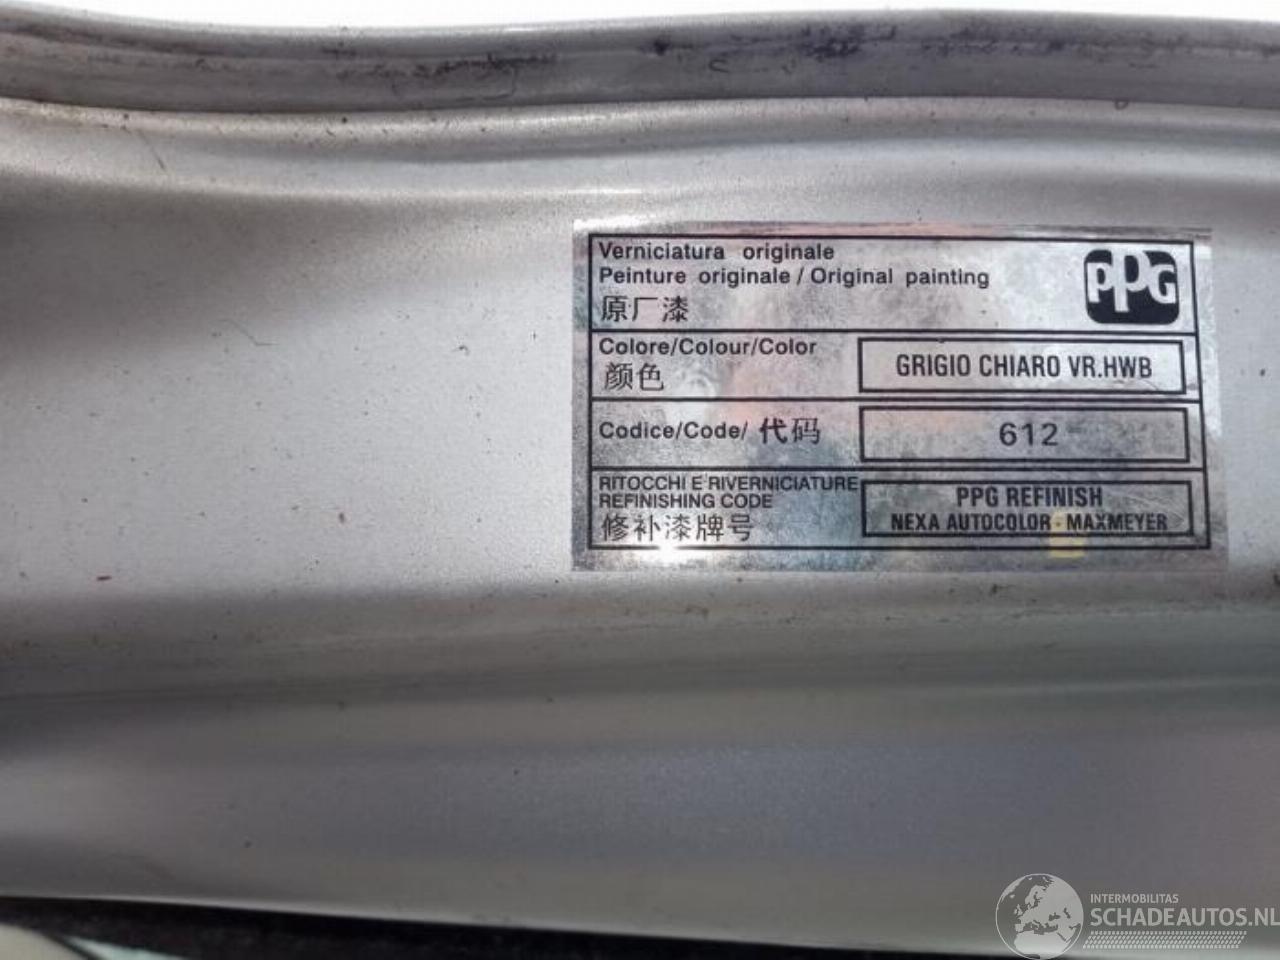 Verniciatura originale
Peinture originale / Original painting
原厂漆
PPG
Colore/Colour/Color
颜色
GRIGIO CHIARO VR.HWB
Codice/Code/ 代码
612
RITOCCHI E RIVERNICIATURE
REFINISHING CODE
修补漆牌号
PPG REFINISH
NEXA AUTOCOLOR - MAXMEYER
INTERMOBILITAS
SCHADEAUTOS.NL